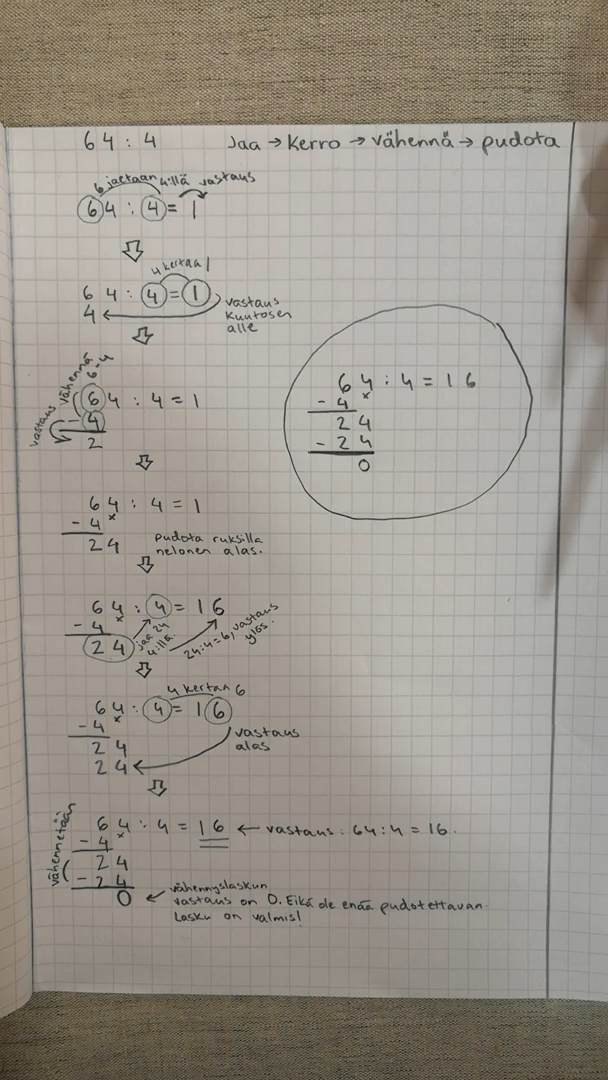 64 : 4
Jaa → kerro → vähennä → pudota
6 jaetaan 4:llä vastaus
64 : 4 = 1
4 kertaa 1
64 : 4 = 1
4
vastaus
kuutosen
alle
vähennä
6-4
64 : 4 = 1
- 4
2
vastaus
64 : 4 = 1
- 4 x
24
Pudota ruksilla
nelonen alas.
64 : 4 = 16
- 4 x
24
jaa 24
4:llä
24:4=6, vastaus
ylös.
4 kertaa 6
64 : 4 = 16
- 4 x
24
24
vastaus
alas
64 : 4 = 16 ← vastaus: 64:4 = 16.
- 4 x
24
- 24
0
vähennetään
vähennyslaskun
vastaus on 0. Eikä ole enää pudotettavaa.
Lasku on valmis!
64 : 4 = 16
- 4 x
24
- 24
0